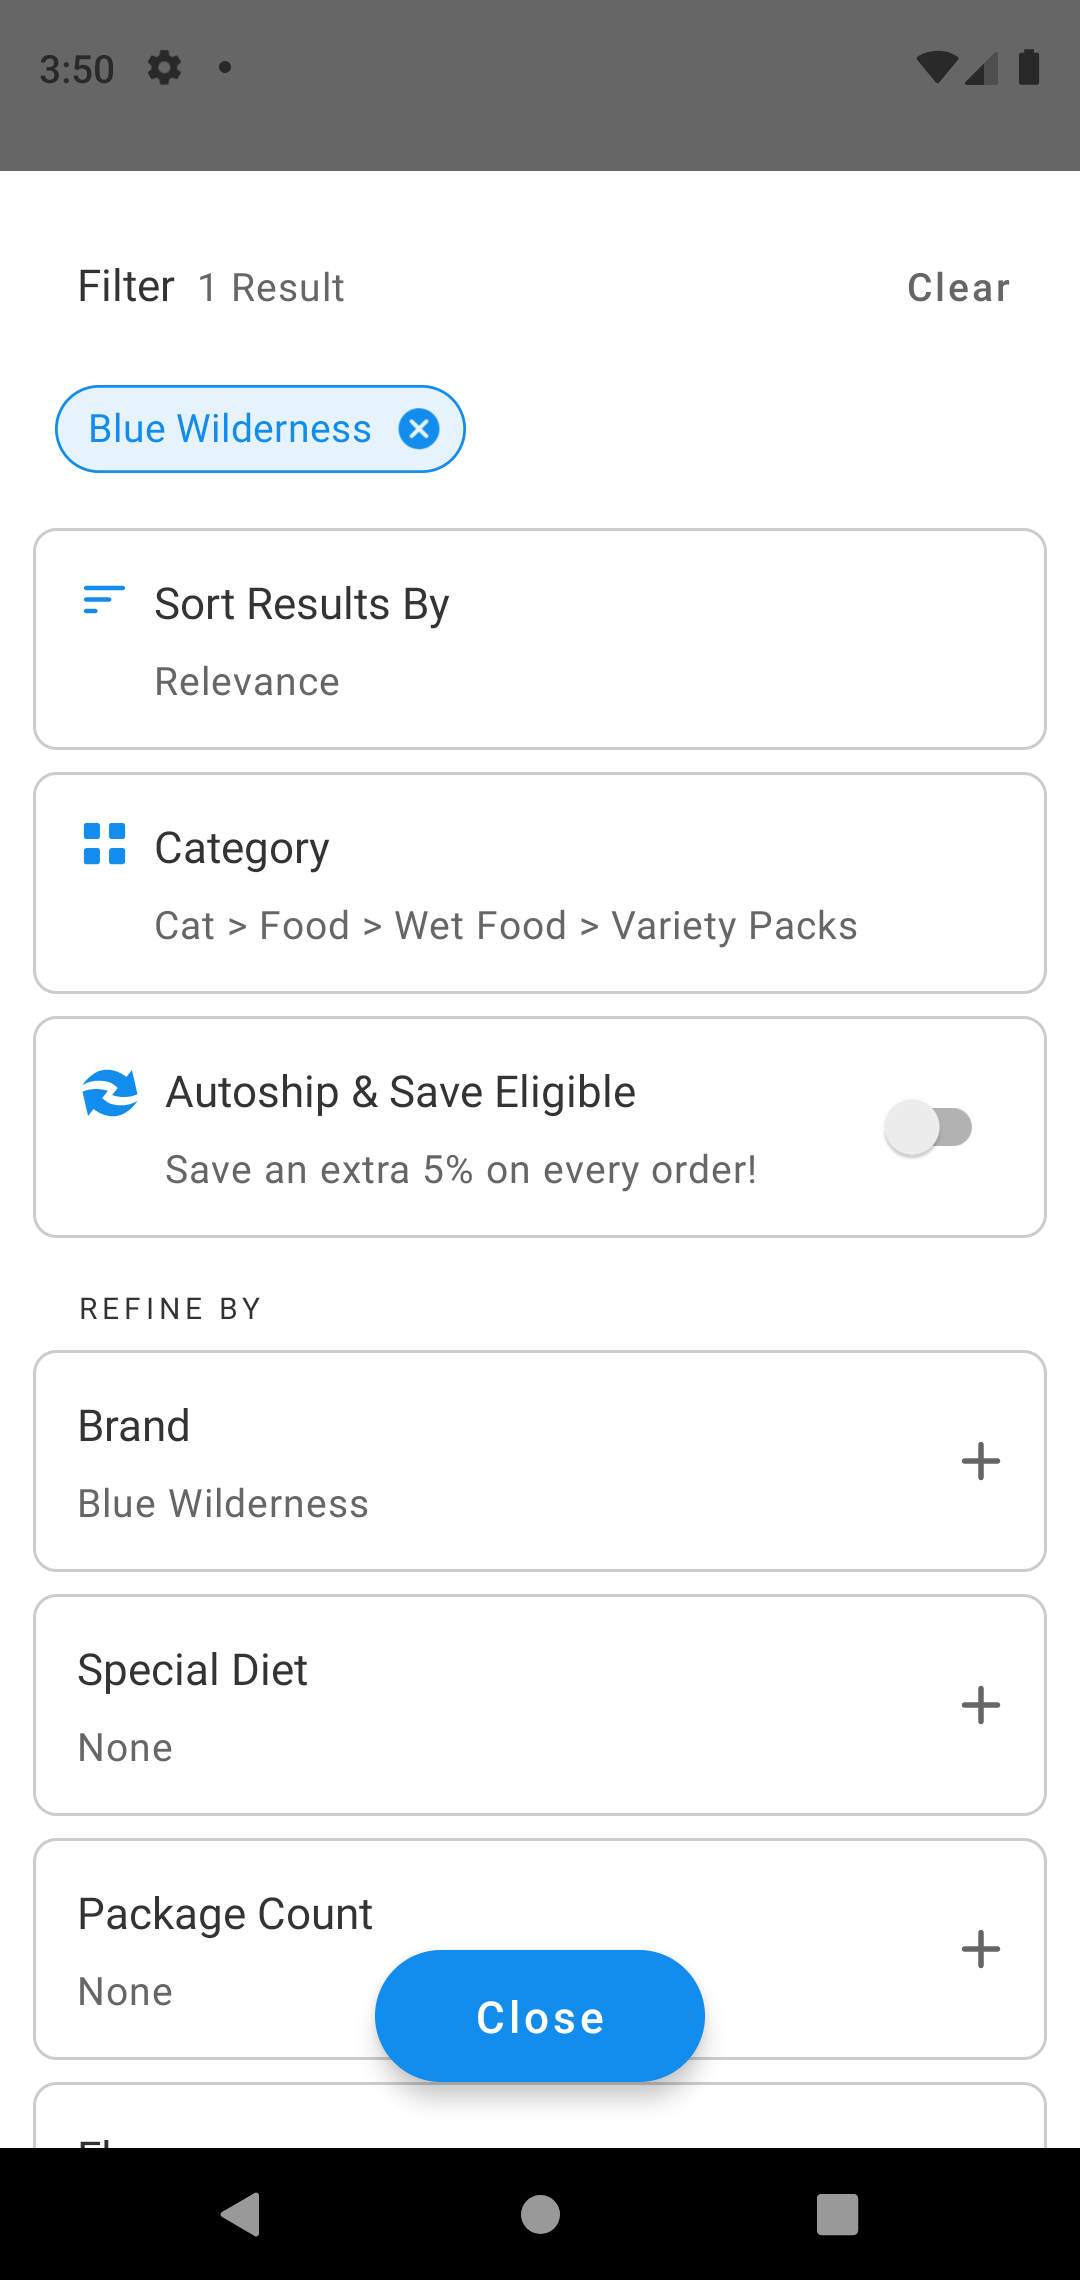 3:50
Filter 1 Result Clear
Blue Wilderness
Sort Results By
Relevance
Category
Cat > Food > Wet Food > Variety Packs
Autoship & Save Eligible
Save an extra 5% on every order!
REFINE BY
Brand
Blue Wilderness
Special Diet
None
Package Count
None
Close